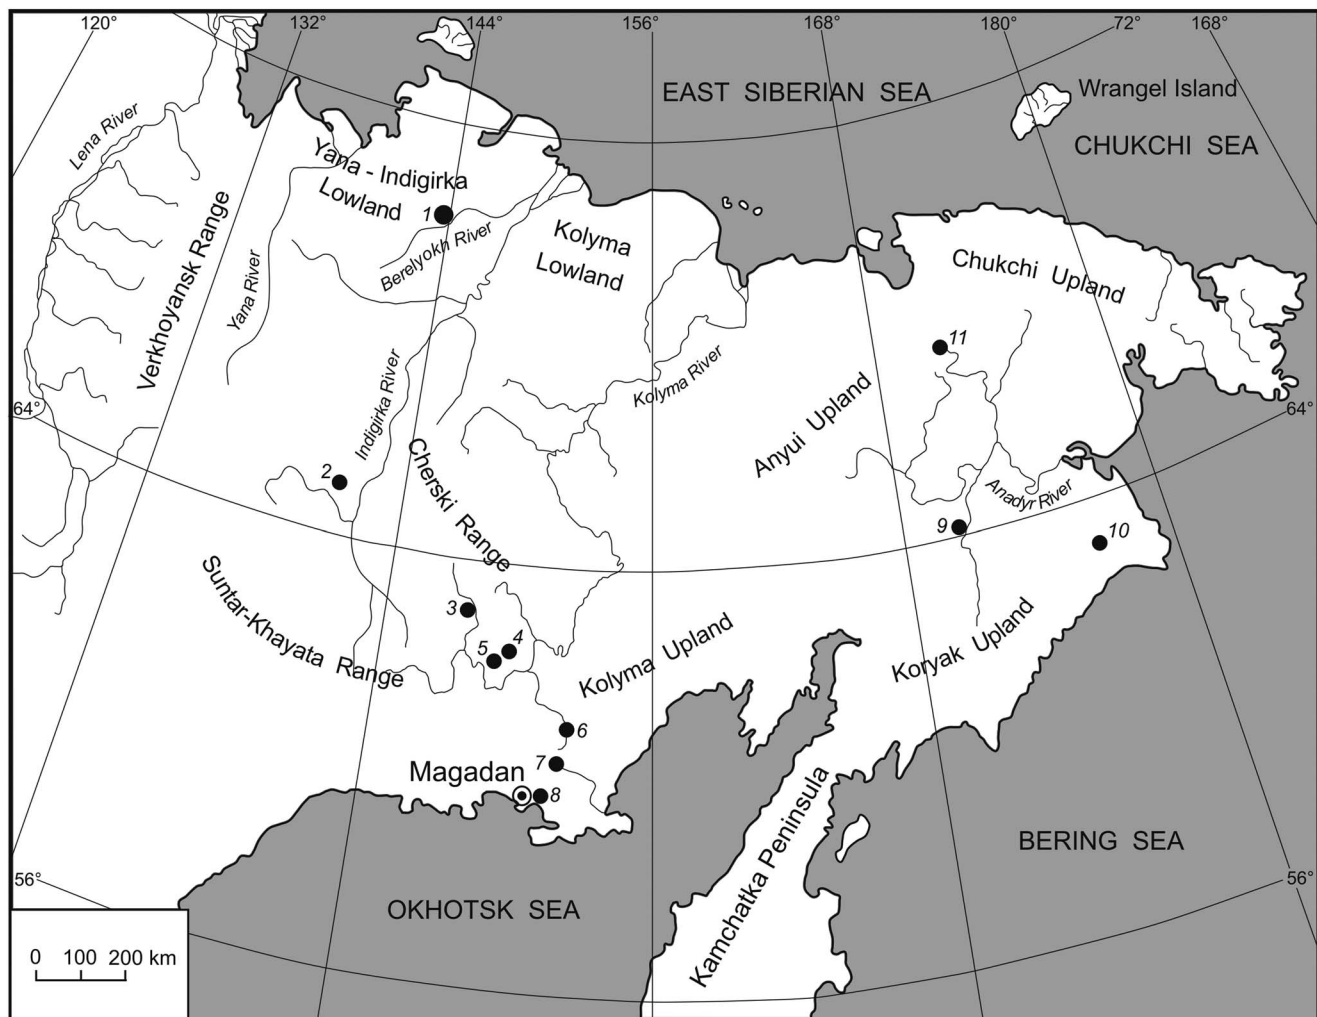 120°
132°
144°
156°
168°
180°
72°
168°
EAST SIBERIAN SEA
Wrangel Island
CHUKCHI SEA
Lena River
Yana - Indigirka
Lowland
1
Berelyokh River
Kolyma
Lowland
Chukchi Upland
Verkhoyansk Range
Yana River
Indigirka River
Kolyma River
11
Anyui Upland
64°
64°
2
Cherski Range
Anadyr River
9
10
Suntar-Khayata Range
3
4
5
Kolyma Upland
Koryak Upland
6
7
Magadan
8
Kamchatka Peninsula
BERING SEA
56°
56°
OKHOTSK SEA
0 100 200 km